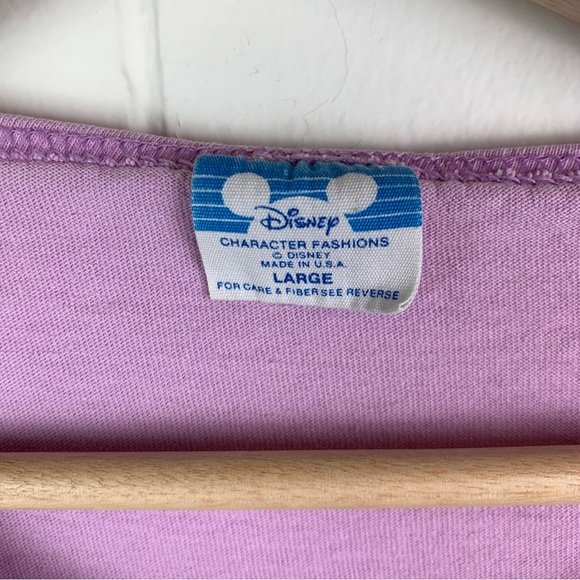 Disney
CHARACTER FASHIONS
© DISNEY
MADE IN U.S.A.
LARGE
FOR CARE & FIBER SEE REVERSE